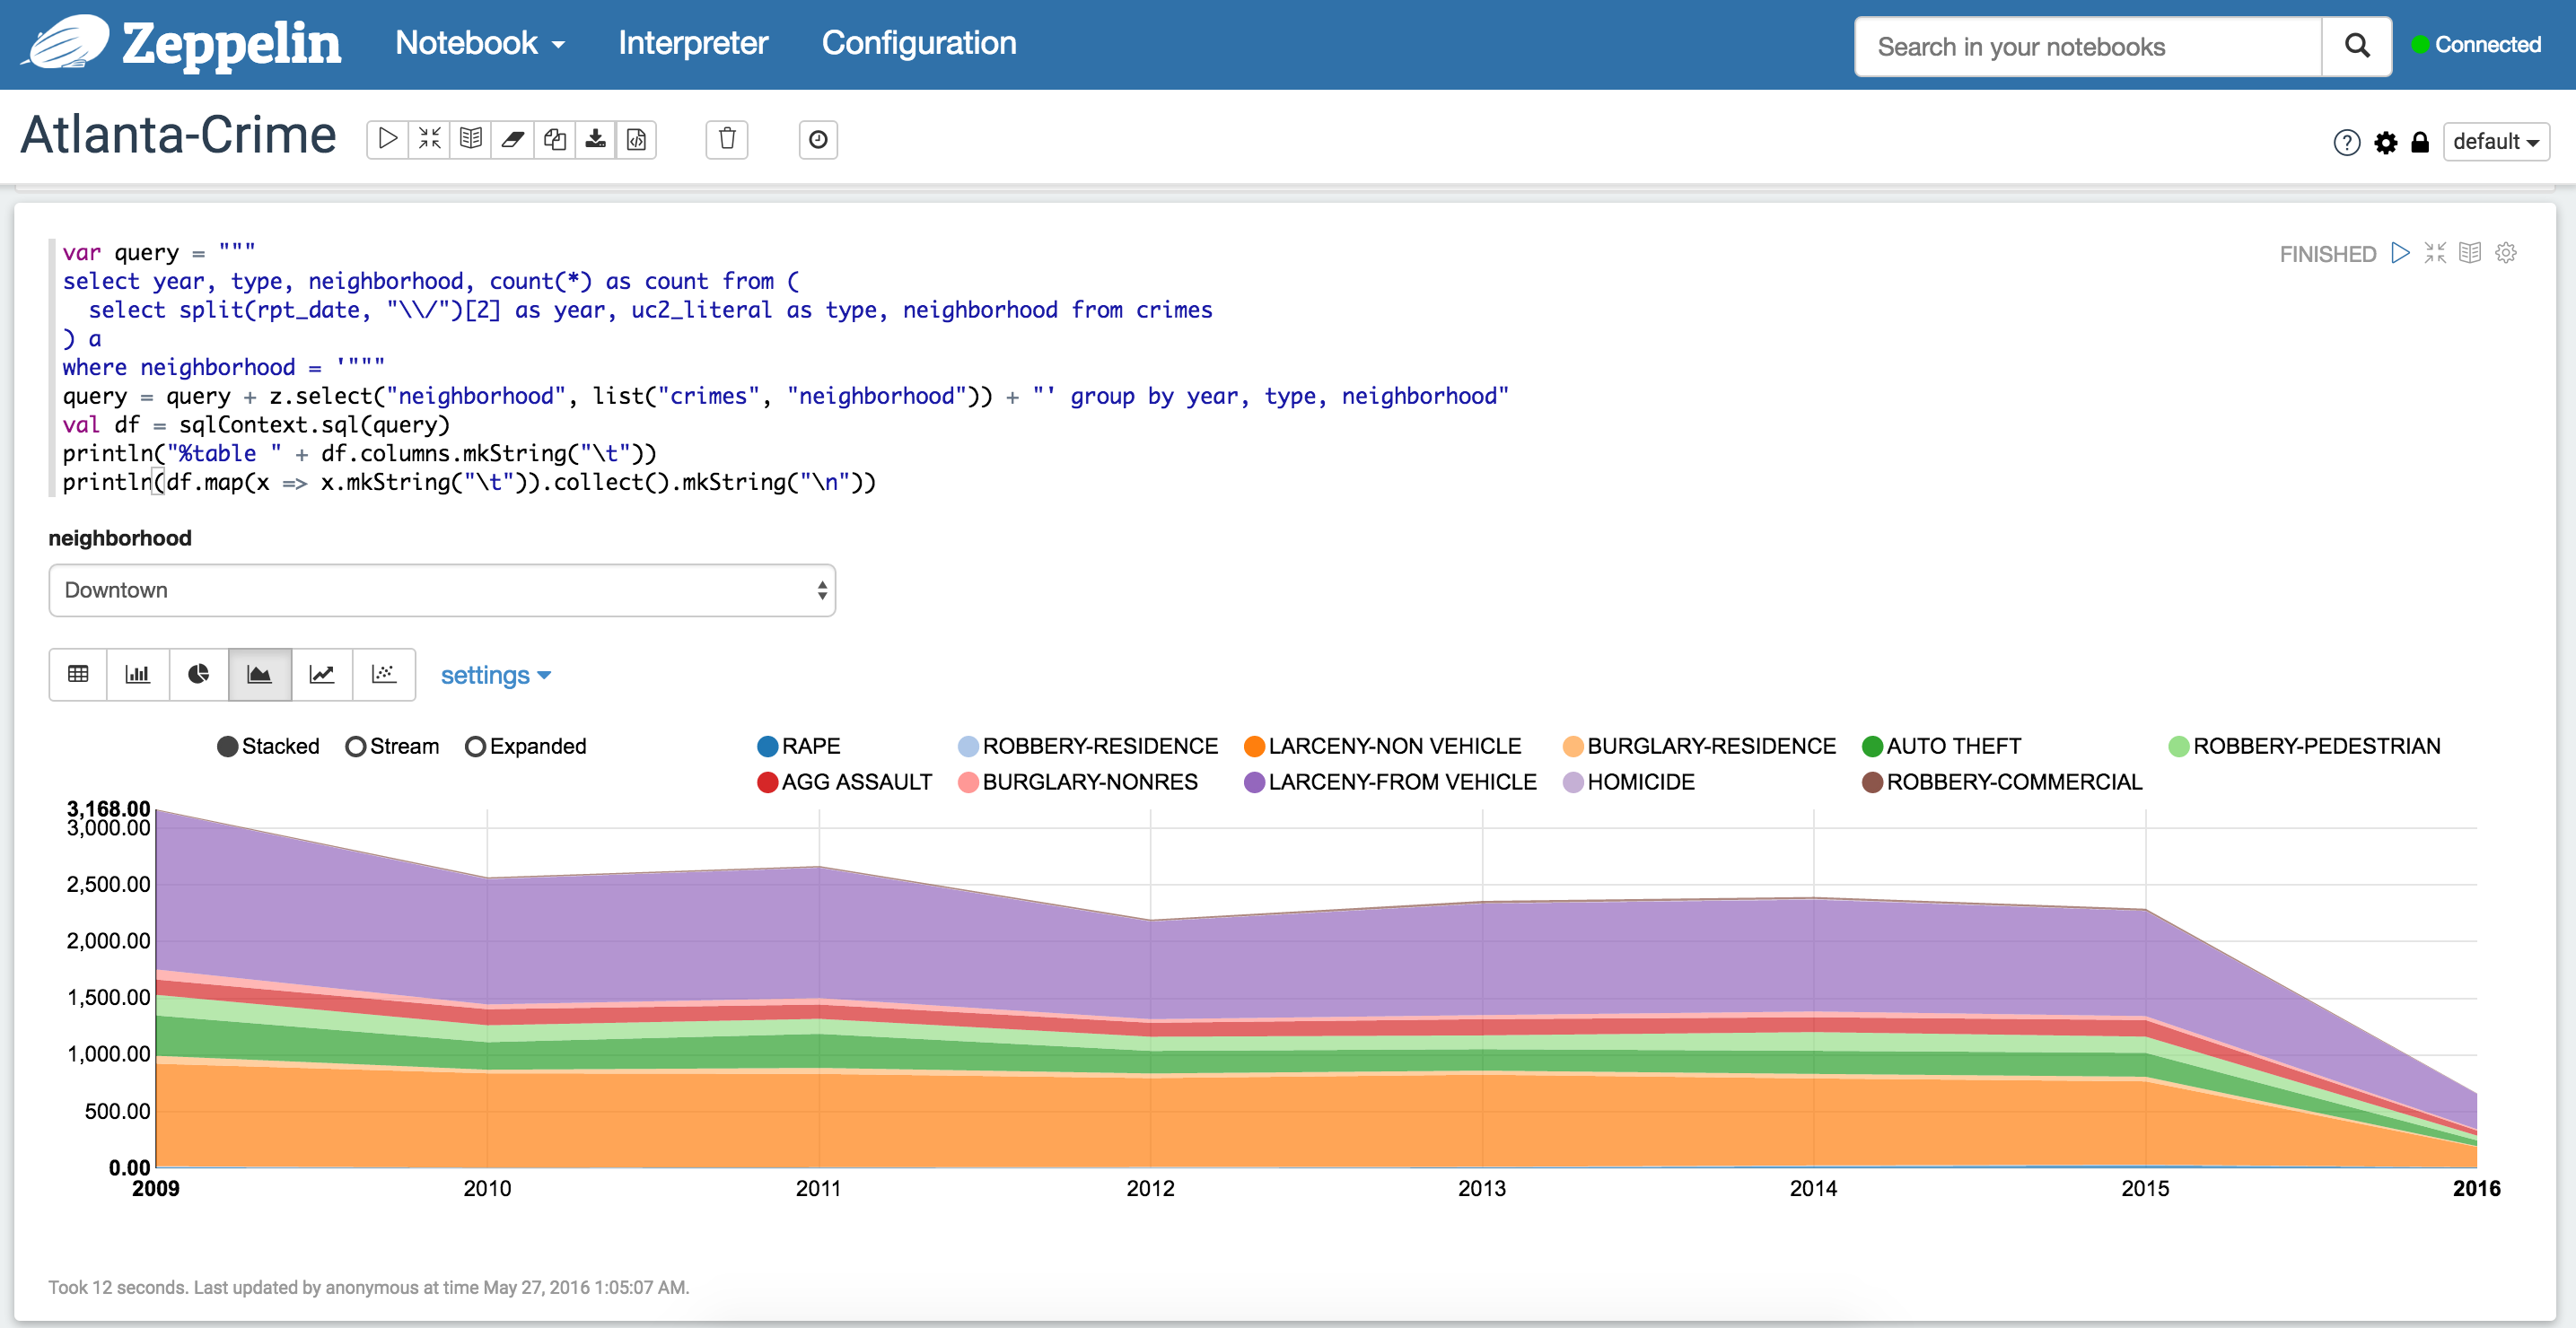 Zeppelin Notebook Interpreter Configuration Search in your notebooks Connected
Atlanta-Crime default
var query = """
select year, type, neighborhood, count(*) as count from (
  select split(rpt_date, "\\/")[2] as year, uc2_literal as type, neighborhood from crimes
) a
where neighborhood = '"""
query = query + z.select("neighborhood", list("crimes", "neighborhood")) + "' group by year, type, neighborhood"
val df = sqlContext.sql(query)
println("%table " + df.columns.mkString("\t"))
println(df.map(x => x.mkString("\t")).collect().mkString("\n"))
FINISHED
neighborhood
Downtown
settings
Stacked Stream Expanded
RAPE ROBBERY-RESIDENCE LARCENY-NON VEHICLE BURGLARY-RESIDENCE AUTO THEFT ROBBERY-PEDESTRIAN
AGG ASSAULT BURGLARY-NONRES LARCENY-FROM VEHICLE HOMICIDE ROBBERY-COMMERCIAL
3,168.00
3,000.00
2,500.00
2,000.00
1,500.00
1,000.00
500.00
0.00
2009 2010 2011 2012 2013 2014 2015 2016
Took 12 seconds. Last updated by anonymous at time May 27, 2016 1:05:07 AM.